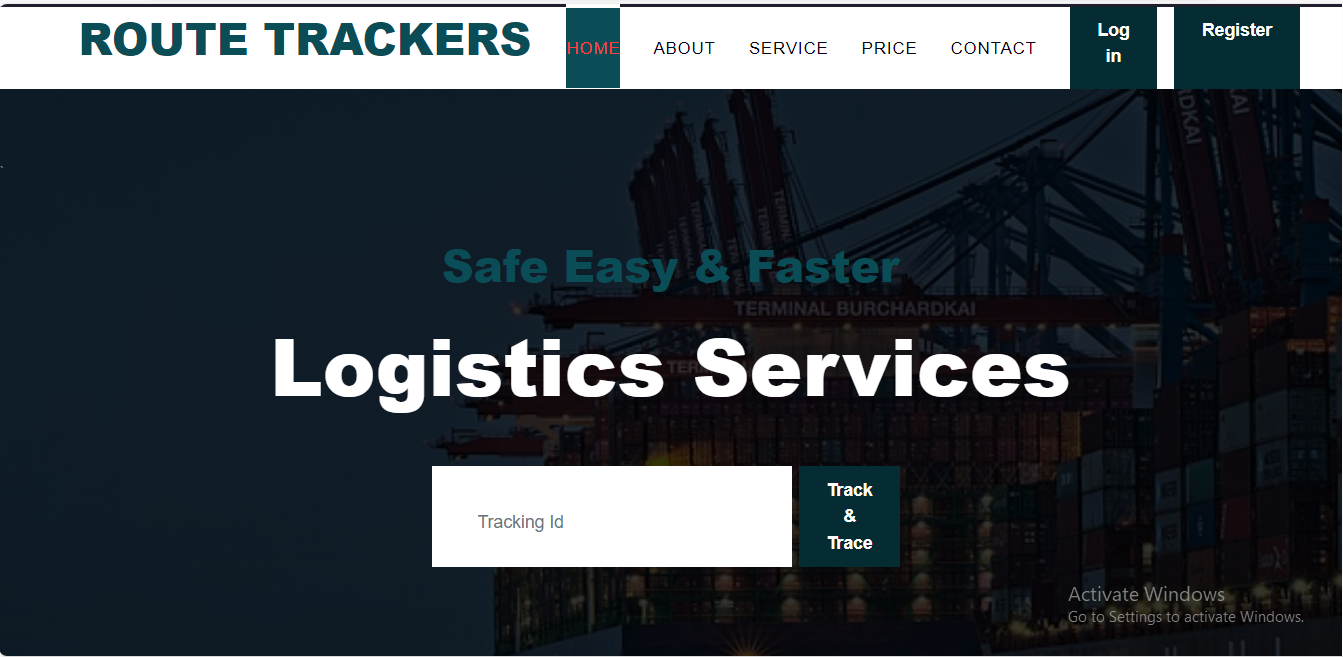 ROUTE TRACKERS
HOME
ABOUT
SERVICE
PRICE
CONTACT
Log
in
Register
`
Safe Easy & Faster
TERMINAL BURCHARDKAI
Logistics Services
Tracking Id
Track
&
Trace
Activate Windows
Go to Settings to activate Windows.